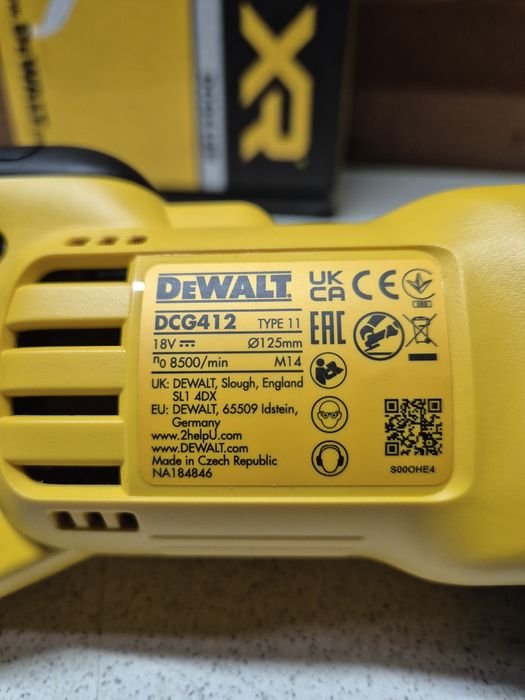 DEWALT
XR
DEWALT.
DCG412 TYPE 11
18V Ø125mm
n0 8500/min M14
UK: DEWALT, Slough, England
SL1 4DX
EU: DEWALT, 65509 Idstein,
Germany
www.2helpU.com
www.DEWALT.com
Made in Czech Republic
NA184846
UK
CA
CE
EAC
S00OHE4